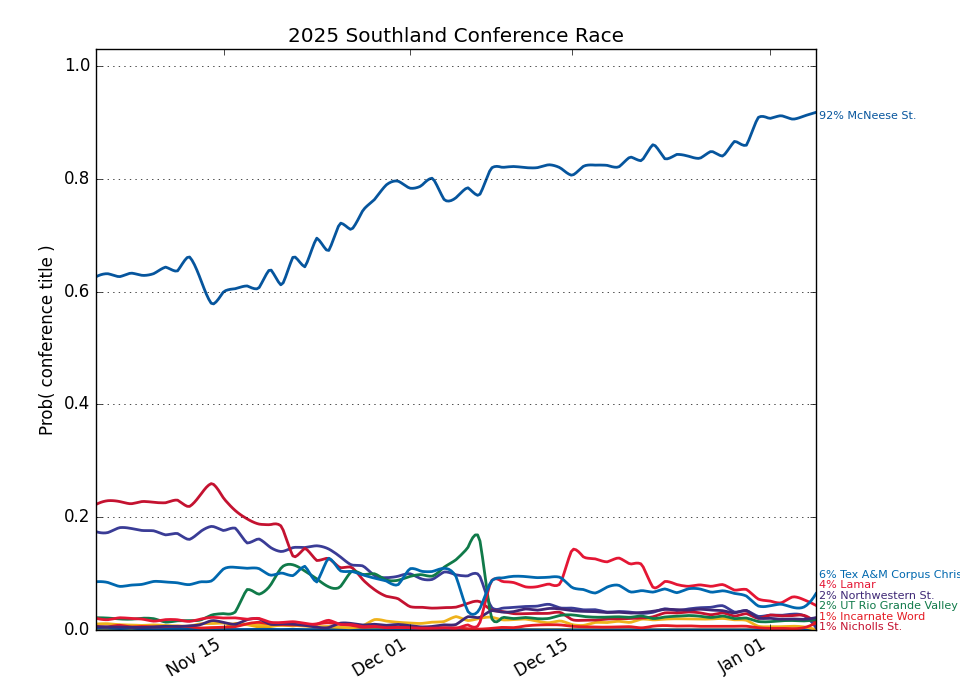 2025 Southland Conference Race
Prob( conference title )
1.0
0.8
0.6
0.4
0.2
0.0
Nov 15
Dec 01
Dec 15
Jan 01
92% McNeese St.
6% Tex A&M Corpus Chris
4% Lamar
2% Northwestern St.
2% UT Rio Grande Valley
1% Incarnate Word
1% Nicholls St.